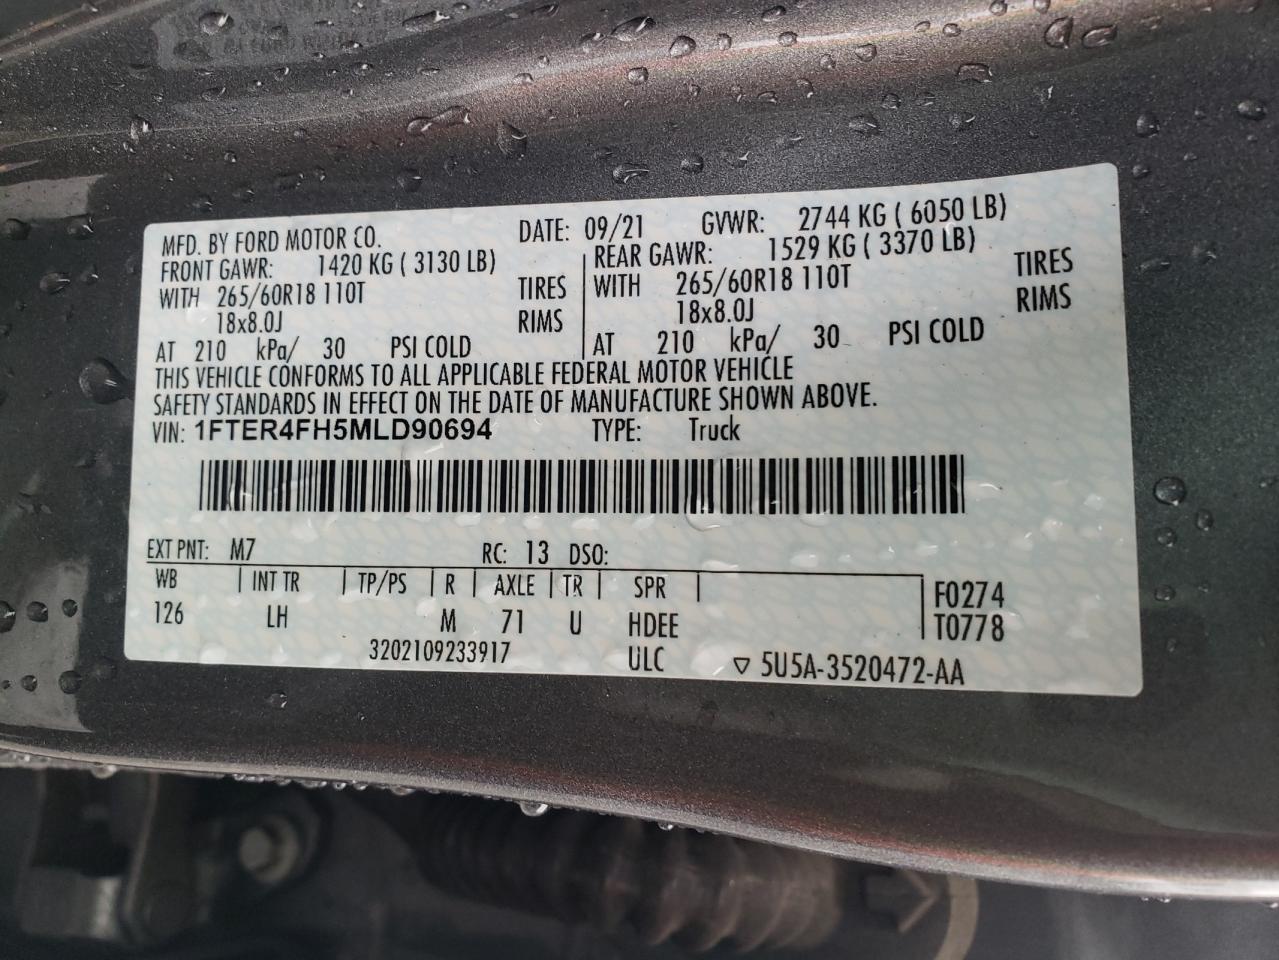 MFD. BY FORD MOTOR CO. DATE: 09/21 GVWR: 2744 KG ( 6050 LB)
FRONT GAWR: 1420 KG ( 3130 LB) REAR GAWR: 1529 KG ( 3370 LB)
WITH 265/60R18 110T TIRES WITH 265/60R18 110T TIRES
18x8.0J RIMS 18x8.0J RIMS
AT 210 kPa/ 30 PSI COLD AT 210 kPa/ 30 PSI COLD
THIS VEHICLE CONFORMS TO ALL APPLICABLE FEDERAL MOTOR VEHICLE
SAFETY STANDARDS IN EFFECT ON THE DATE OF MANUFACTURE SHOWN ABOVE.
VIN: 1FTER4FH5MLD90694 TYPE: Truck
EXT PNT: M7 RC: 13 DSO:
WB INT TR TP/PS R AXLE TR SPR F0274
126 LH M 71 U HDEE T0778
3202109233917 ULC ▽ 5U5A-3520472-AA